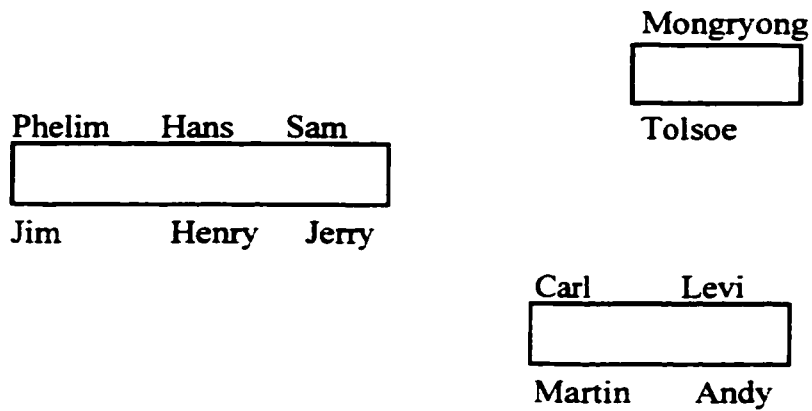 Mongryong
Tolsoe
Phelim Hans Sam
Jim Henry Jerry
Carl Levi
Martin Andy